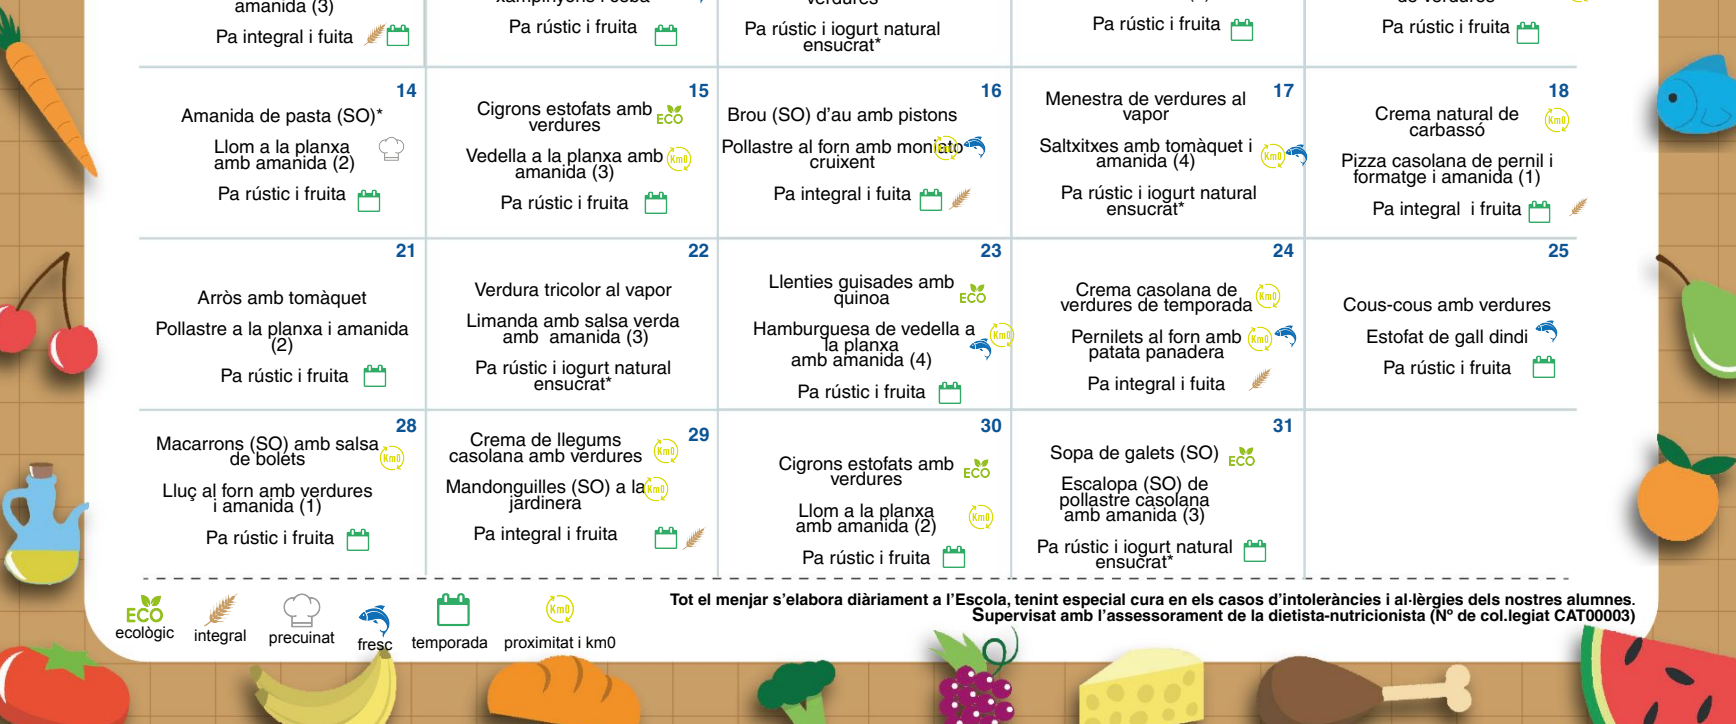 amanida (3)
Pa integral i fuita
Pa rústic i fruita
Pa rústic i iogurt natural
ensucrat*
Pa rústic i fruita
Pa rústic i fruita
14
Amanida de pasta (SO)*
Llom a la planxa
amb amanida (2)
Pa rústic i fruita
15
Cigrons estofats amb
verdures
ECO
Vedella a la planxa amb
amanida (3)
Km0
Pa rústic i fruita
16
Brou (SO) d’au amb pistons
Pollastre al forn amb moniato
cruixent
Pa integral i fuita
17
Menestra de verdures al
vapor
Saltxitxes amb tomàquet i
amanida (4)
Km0
Pa rústic i iogurt natural
ensucrat*
18
Crema natural de
carbassó
Km0
Pizza casolana de pernil i
formatge i amanida (1)
Pa integral i fruita
21
Arròs amb tomàquet
Pollastre a la planxa i amanida
(2)
Pa rústic i fruita
22
Verdura tricolor al vapor
Limanda amb salsa verda
amb amanida (3)
Pa rústic i iogurt natural
ensucrat*
23
Llenties guisades amb
quinoa
ECO
Hamburguesa de vedella a
la planxa
amb amanida (4)
Km0
Pa rústic i fruita
24
Crema casolana de
verdures de temporada
Km0
Pernilets al forn amb
patata panadera
Km0
Pa integral i fuita
25
Cous-cous amb verdures
Estofat de gall dindi
Pa rústic i fruita
28
Macarrons (SO) amb salsa
de bolets
Km0
Lluç al forn amb verdures
i amanida (1)
Pa rústic i fruita
29
Crema de llegums
casolana amb verdures
Km0
Mandonguilles (SO) a la
jardinera
Km0
Pa integral i fruita
30
Cigrons estofats amb
verdures
ECO
Llom a la planxa
amb amanida (2)
Km0
Pa rústic i fruita
31
Sopa de galets (SO)
ECO
Escalopa (SO) de
pollastre casolana
amb amanida (3)
Pa rústic i iogurt natural
ensucrat*
ECO
ecològic
integral
precuinat
fresc
temporada
Km0
proximitat i km0
Tot el menjar s’elabora diàriament a l’Escola, tenint especial cura en els casos d’intoleràncies i al·lèrgies dels nostres alumnes.
Supervisat amb l’assessorament de la dietista-nutricionista (Nº de col.legiat CAT00003)